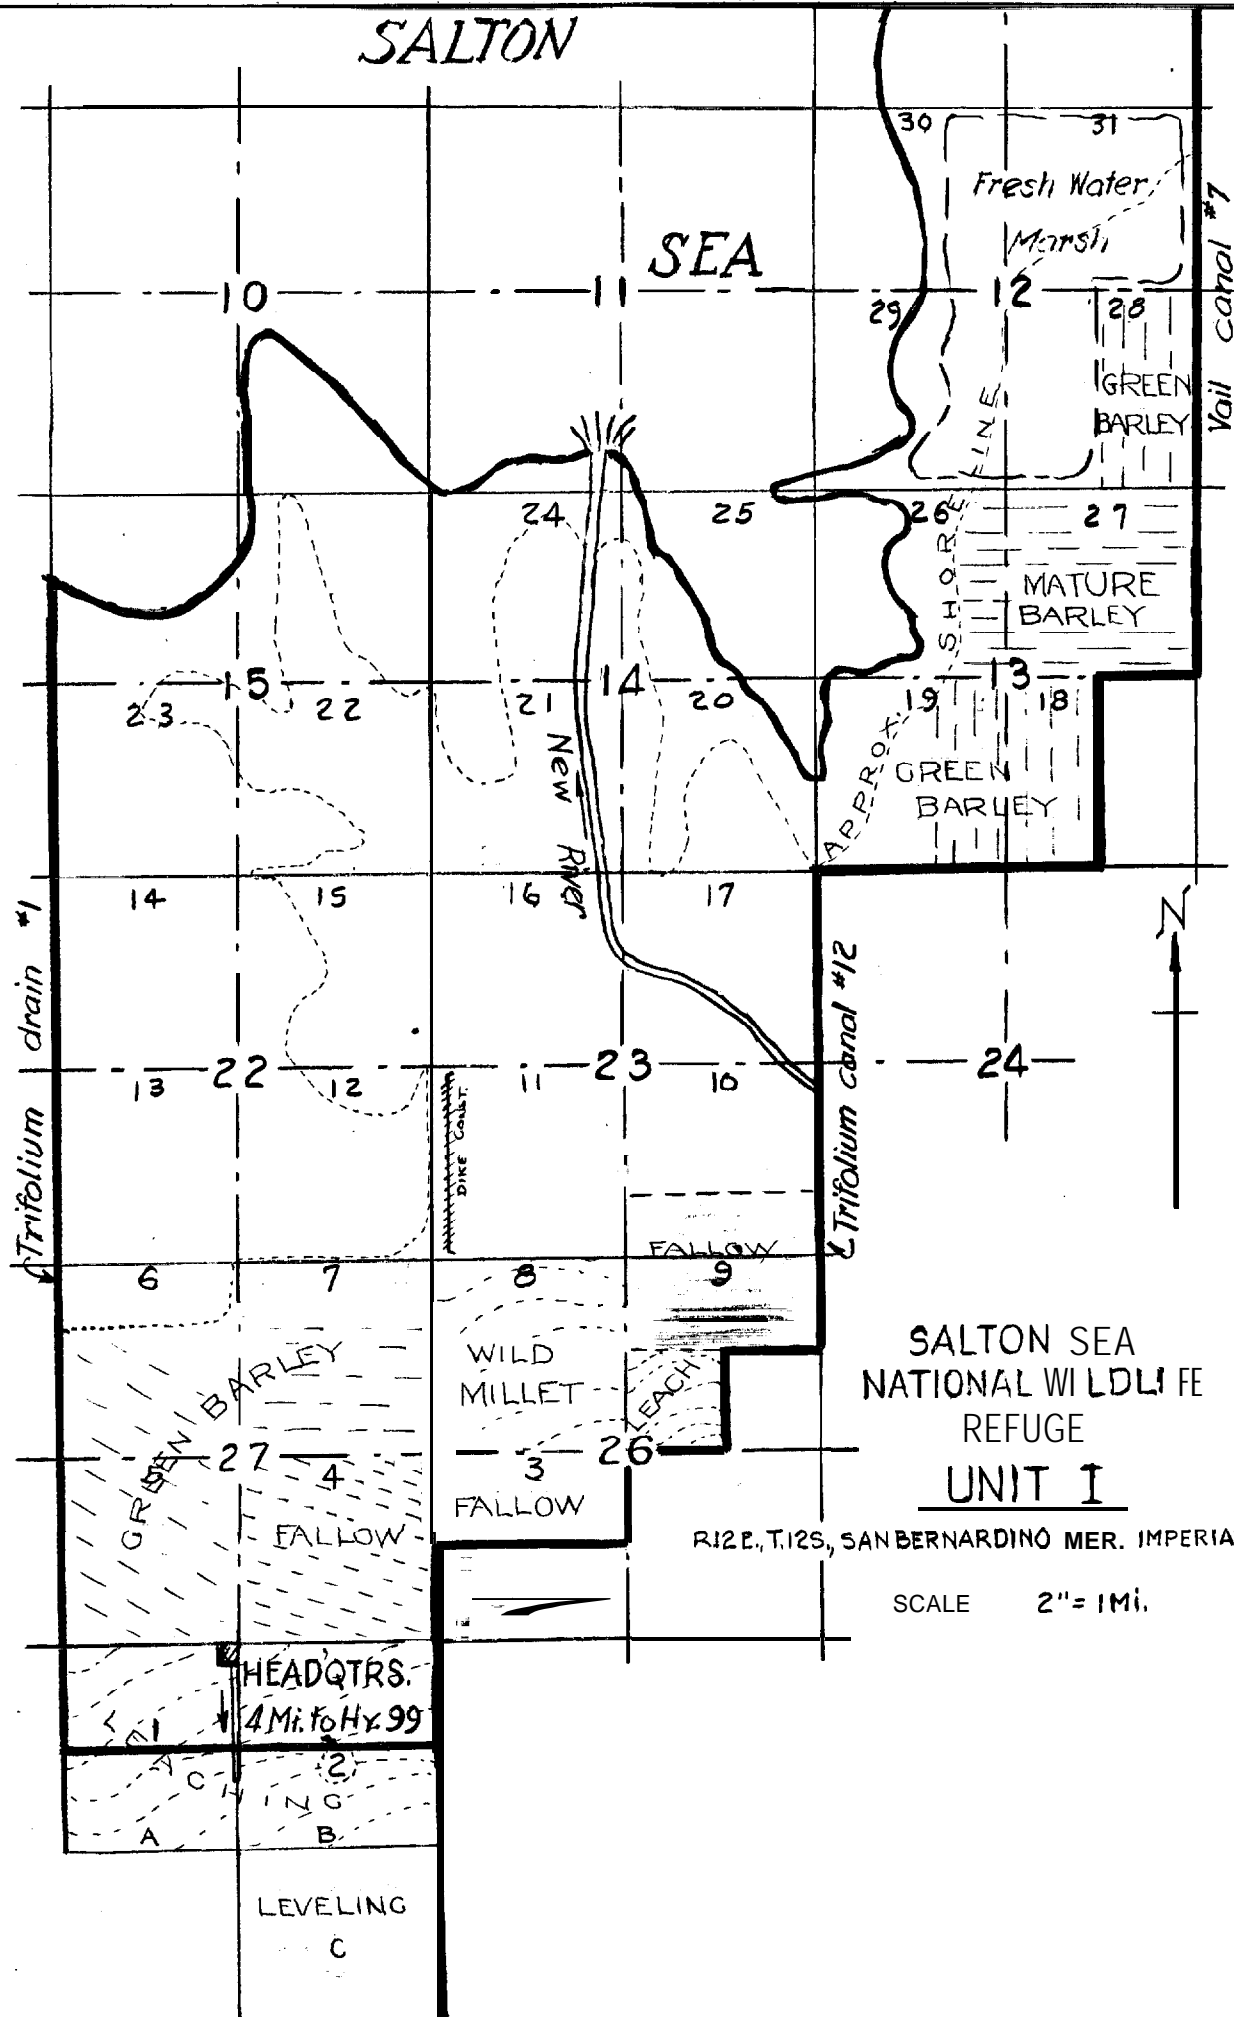 SALTON
30
31
Fresh Water
Marsh
SEA
Vail canal #7
10
11
12
29
28
GREEN
BARLEY
24
25
26
27
SHORE LINE
APPROX.
MATURE
BARLEY
15
14
13
23
22
21
20
19
18
New River
GREEN
BARLEY
14
15
16
17
N
Trifolium drain #1
Trifolium canal #12
22
23
24
13
12
11
10
DIKE CONST.
FALLOW
6
7
8
9
GREEN BARLEY
WILD
MILLET
LEACH
SALTON SEA
NATIONAL WILDLIFE
REFUGE
UNIT I
R.12E., T.12S., SAN BERNARDINO MER. IMPERIA
SCALE 2"= 1Mi.
27
26
5
4
3
FALLOW
FALLOW
HEADQTRS.
4 Mi. to Hy. 99
1
2
LEACHING
A
B
LEVELING
C